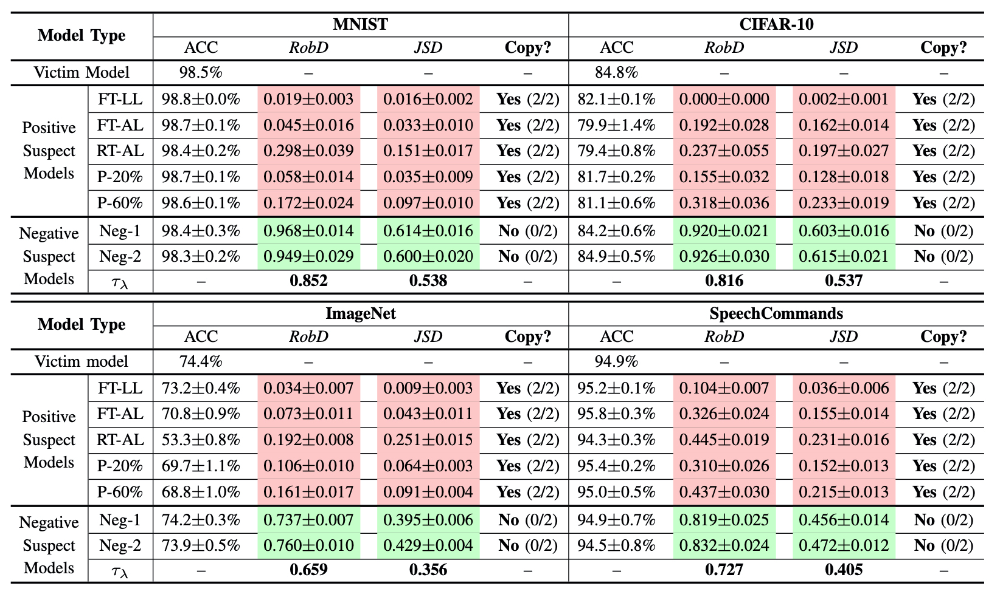 Model Type MNIST CIFAR-10
ACC RobD JSD Copy? ACC RobD JSD Copy?
Victim Model 98.5% – – – 84.8% – – –
Positive Suspect Models
FT-LL 98.8±0.0% 0.019±0.003 0.016±0.002 Yes (2/2) 82.1±0.1% 0.000±0.000 0.002±0.001 Yes (2/2)
FT-AL 98.7±0.1% 0.045±0.016 0.033±0.010 Yes (2/2) 79.9±1.4% 0.192±0.028 0.162±0.014 Yes (2/2)
RT-AL 98.4±0.2% 0.298±0.039 0.151±0.017 Yes (2/2) 79.4±0.8% 0.237±0.055 0.197±0.027 Yes (2/2)
P-20% 98.7±0.1% 0.058±0.014 0.035±0.009 Yes (2/2) 81.7±0.2% 0.155±0.032 0.128±0.018 Yes (2/2)
P-60% 98.6±0.1% 0.172±0.024 0.097±0.010 Yes (2/2) 81.1±0.6% 0.318±0.036 0.233±0.019 Yes (2/2)
Negative Suspect Models
Neg-1 98.4±0.3% 0.968±0.014 0.614±0.016 No (0/2) 84.2±0.6% 0.920±0.021 0.603±0.016 No (0/2)
Neg-2 98.3±0.2% 0.949±0.029 0.600±0.020 No (0/2) 84.9±0.5% 0.926±0.030 0.615±0.021 No (0/2)
τλ – 0.852 0.538 – – 0.816 0.537 –
Model Type ImageNet SpeechCommands
ACC RobD JSD Copy? ACC RobD JSD Copy?
Victim model 74.4% – – – 94.9% – – –
Positive Suspect Models
FT-LL 73.2±0.4% 0.034±0.007 0.009±0.003 Yes (2/2) 95.2±0.1% 0.104±0.007 0.036±0.006 Yes (2/2)
FT-AL 70.8±0.9% 0.073±0.011 0.043±0.011 Yes (2/2) 95.8±0.3% 0.326±0.024 0.155±0.014 Yes (2/2)
RT-AL 53.3±0.8% 0.192±0.008 0.251±0.015 Yes (2/2) 94.3±0.3% 0.445±0.019 0.231±0.016 Yes (2/2)
P-20% 69.7±1.1% 0.106±0.010 0.064±0.003 Yes (2/2) 95.4±0.2% 0.310±0.026 0.152±0.013 Yes (2/2)
P-60% 68.8±1.0% 0.161±0.017 0.091±0.004 Yes (2/2) 95.0±0.5% 0.437±0.030 0.215±0.013 Yes (2/2)
Negative Suspect Models
Neg-1 74.2±0.3% 0.737±0.007 0.395±0.006 No (0/2) 94.9±0.7% 0.819±0.025 0.456±0.014 No (0/2)
Neg-2 73.9±0.5% 0.760±0.010 0.429±0.004 No (0/2) 94.5±0.8% 0.832±0.024 0.472±0.012 No (0/2)
τλ – 0.659 0.356 – – 0.727 0.405 –